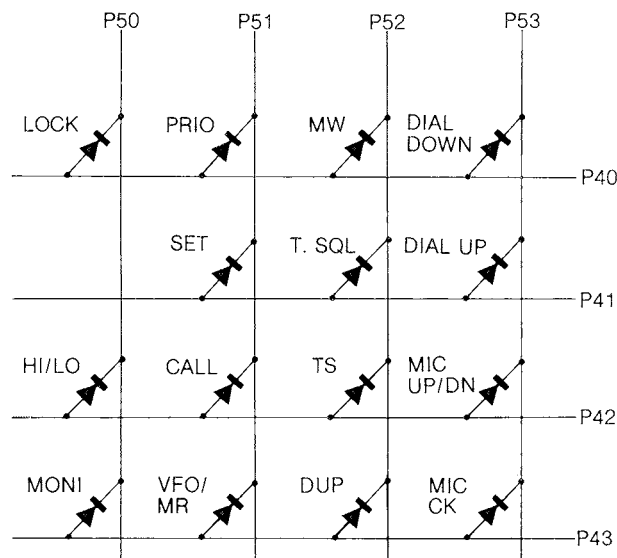 P50 P51 P52 P53
LOCK PRIO MW DIAL DOWN
P40
SET T. SQL DIAL UP
P41
HI/LO CALL TS MIC UP/DN
P42
MONI VFO/MR DUP MIC CK
P43